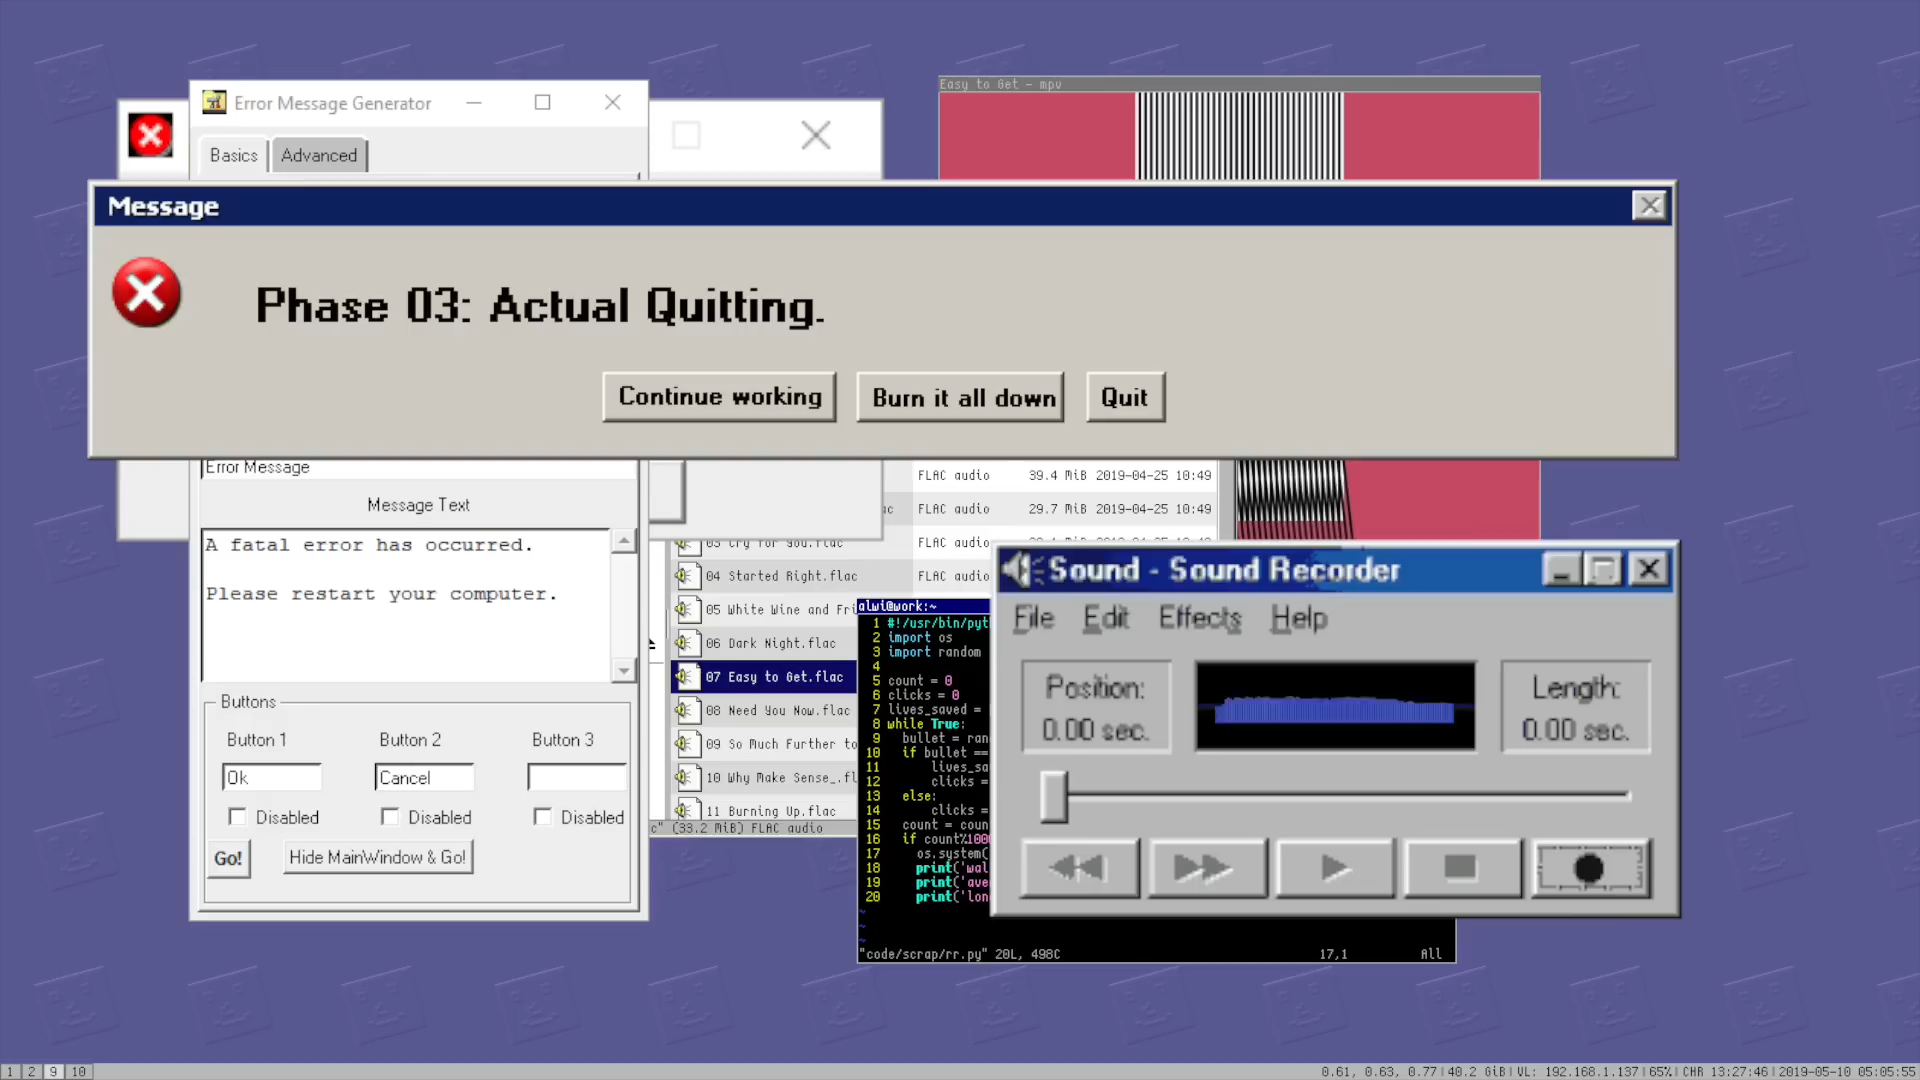 Easy to Get - mpv
Error Message Generator
Basics
Advanced
Message
Phase 03: Actual Quitting.
Continue working
Burn it all down
Quit
Error Message
Message Text
A fatal error has occurred.
Please restart your computer.
Buttons
Button 1
Button 2
Button 3
Ok
Cancel
Disabled
Disabled
Disabled
Go!
Hide MainWindow & Go!
FLAC audio 39.4 MiB 2019-04-25 10:49
FLAC audio 29.7 MiB 2019-04-25 10:49
03 Cry for You.flac FLAC audio
04 Started Right.flac FLAC audio
05 White Wine and Fri
06 Dark Night.flac
07 Easy to Get.flac
08 Need You Now.flac
09 So Much Further to
10 Why Make Sense_.fl
11 Burning Up.flac
c" (33.2 MiB) FLAC audio
alwi@work:~
1 #!/usr/bin/pyth
2 import os
3 import random
4
5 count = 0
6 clicks = 0
7 lives_saved =
8 while True:
9 bullet = ran
10 if bullet ==
11 lives_sa
12 clicks =
13 else:
14 clicks =
15 count = coun
16 if count%1000
17 os.system(
18 print('wal
19 print('ave
20 print('lon
~
~
~
"code/scrap/rr.py" 20L, 498C 17,1 All
Sound - Sound Recorder
File Edit Effects Help
Position:
0.00 sec.
Length:
0.00 sec.
1 2 9 10
0.61, 0.63, 0.77|40.2 GiB|VL: 192.168.1.137|65%|CHR 13:27:46|2019-05-10 05:05:55